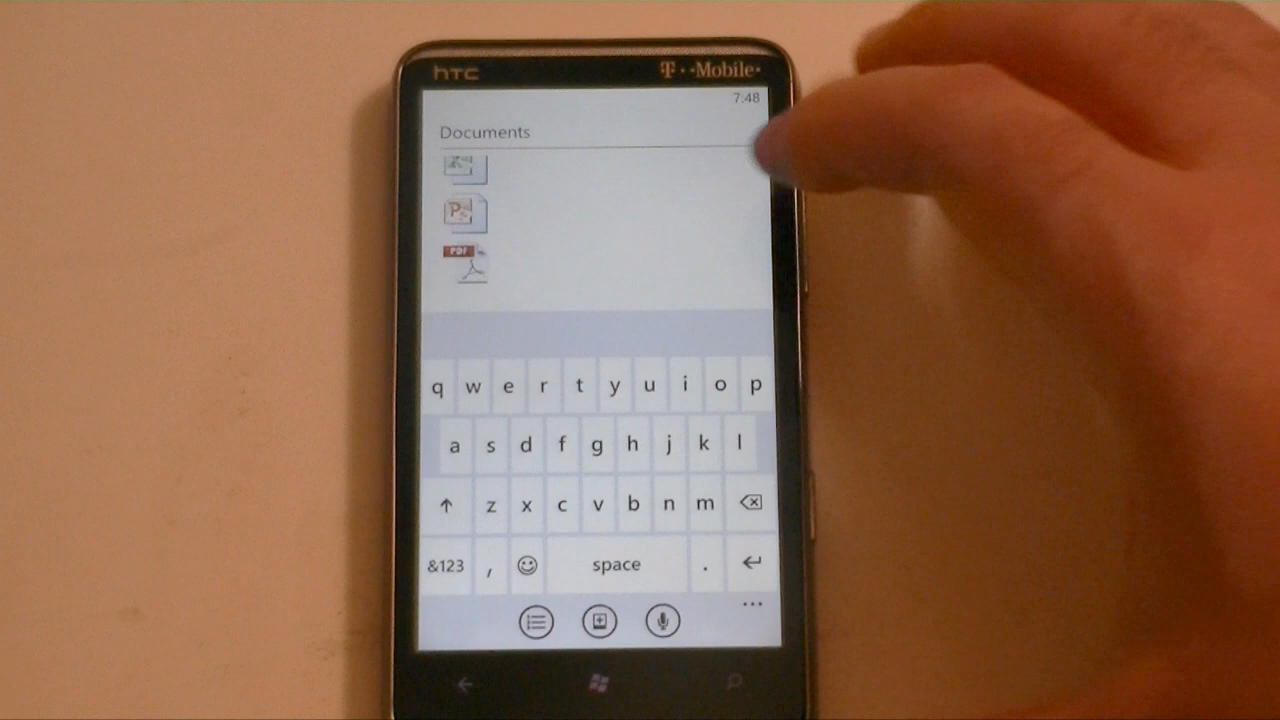 hTC T··Mobile·
7:48
Documents
X
P
PDF
q w e r t y u i o p
a s d f g h j k l
z x c v b n m
&123 , space .